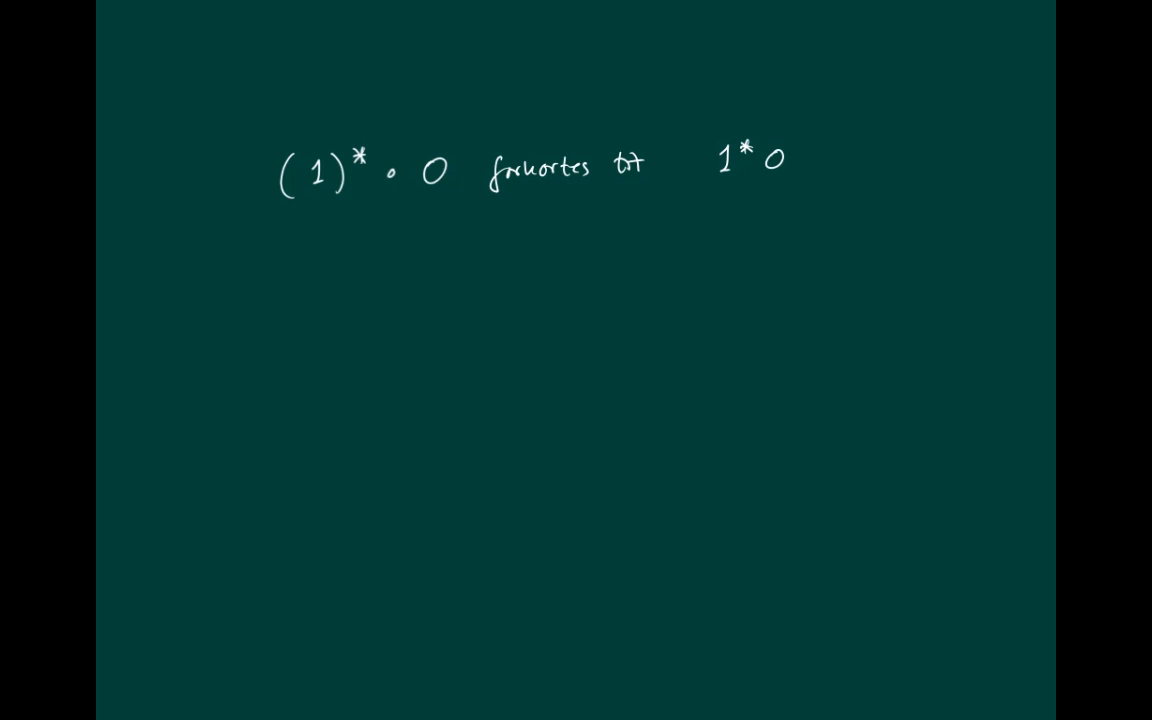 (1)* ∘ 0 forkortes til 1* 0